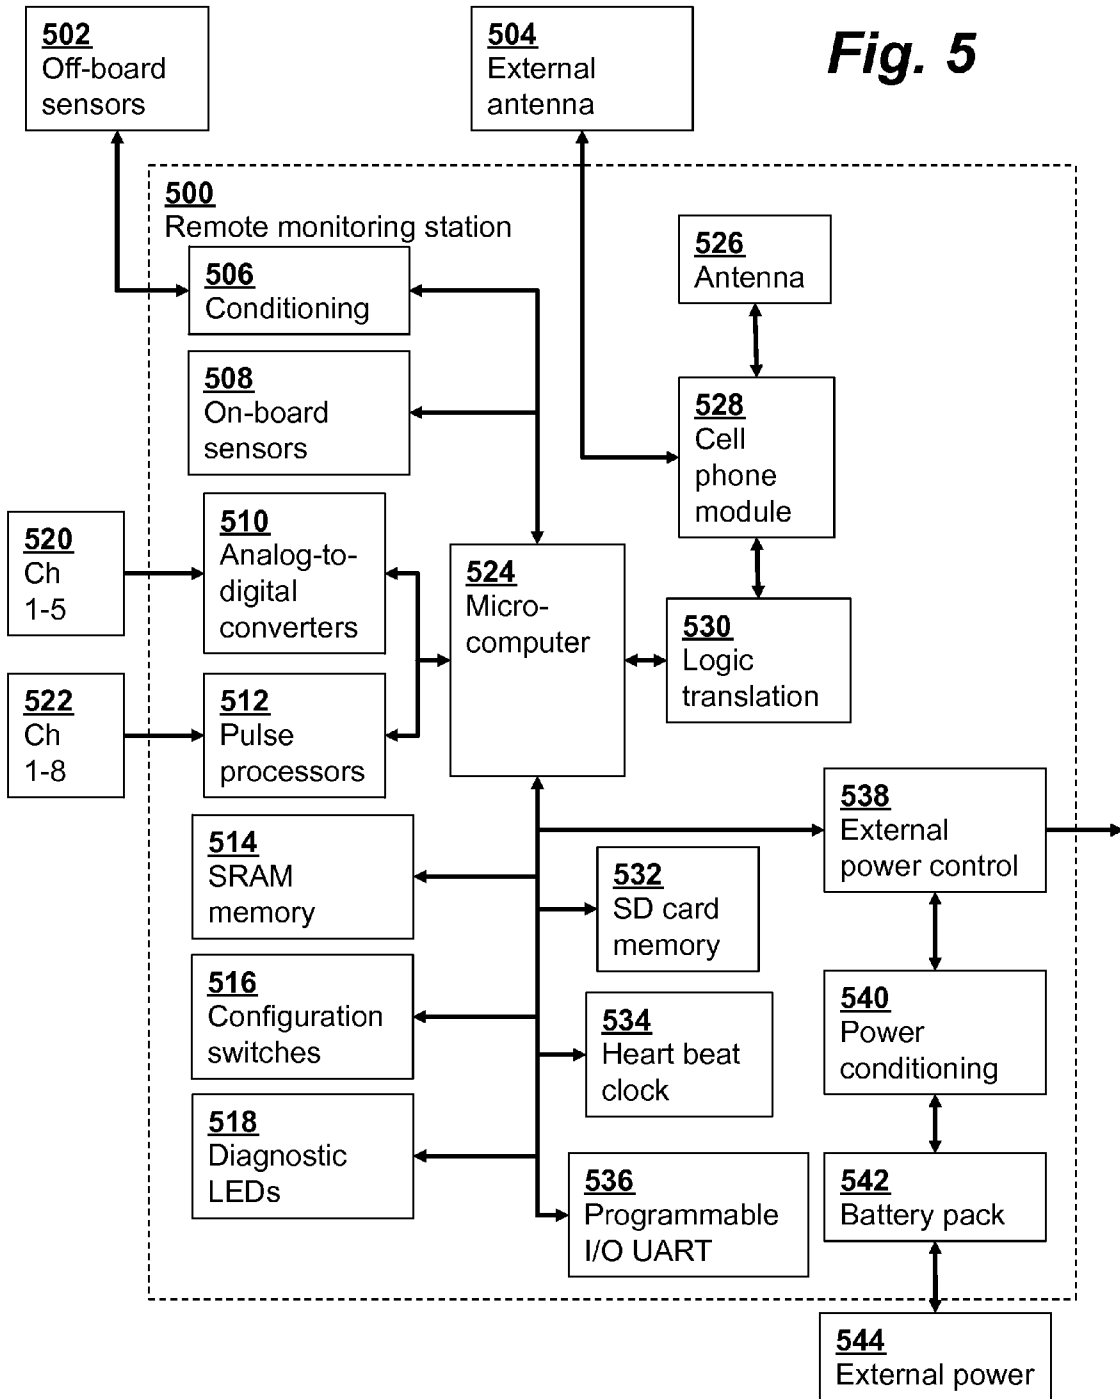 502
Off-board
sensors
504
External
antenna
Fig. 5
500
Remote monitoring station
506
Conditioning
508
On-board
sensors
526
Antenna
528
Cell
phone
module
520
Ch
1-5
510
Analog-to-
digital
converters
524
Micro-
computer
530
Logic
translation
522
Ch
1-8
512
Pulse
processors
514
SRAM
memory
532
SD card
memory
538
External
power control
516
Configuration
switches
534
Heart beat
clock
540
Power
conditioning
518
Diagnostic
LEDs
536
Programmable
I/O UART
542
Battery pack
544
External power